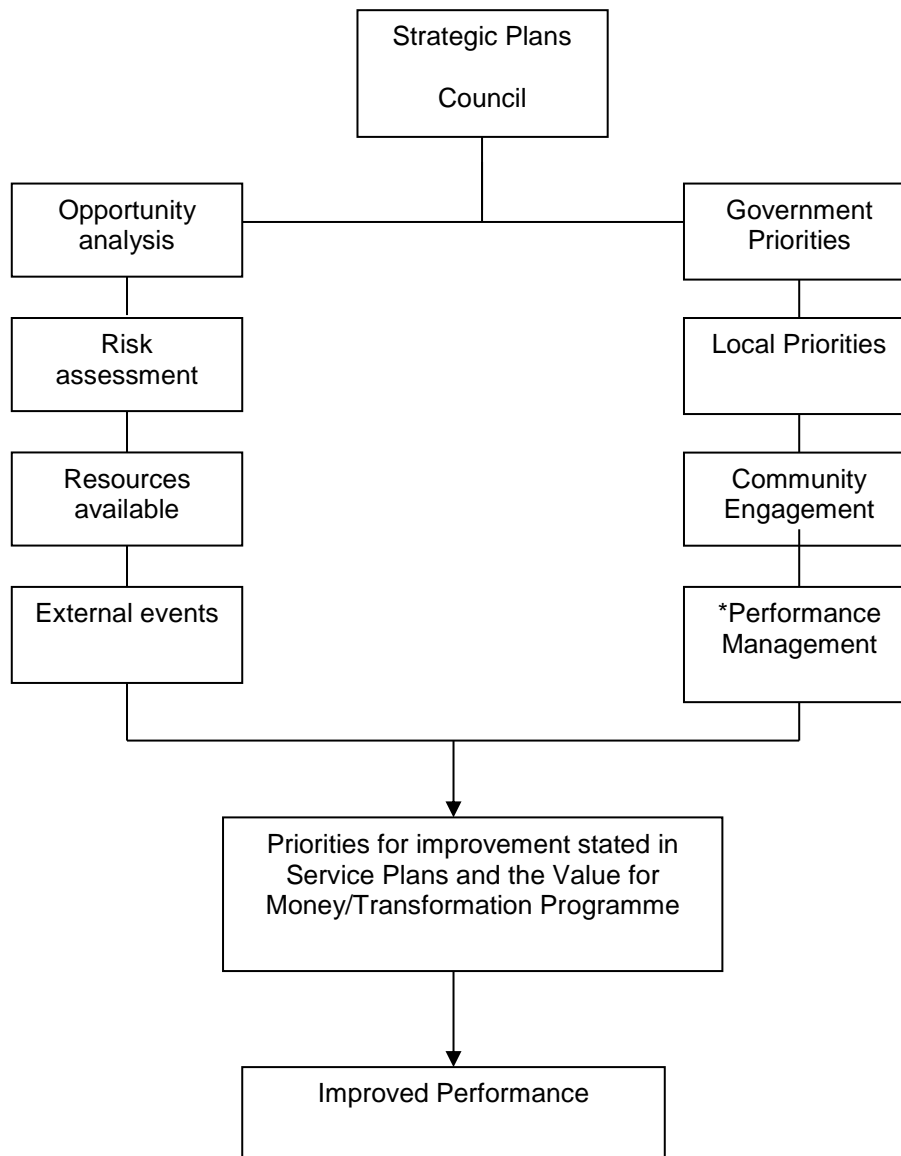 Strategic Plans
Council
Opportunity
analysis
Government
Priorities
Risk
assessment
Local Priorities
Resources
available
Community
Engagement
External events
*Performance
Management
Priorities for improvement stated in
Service Plans and the Value for
Money/Transformation Programme
Improved Performance